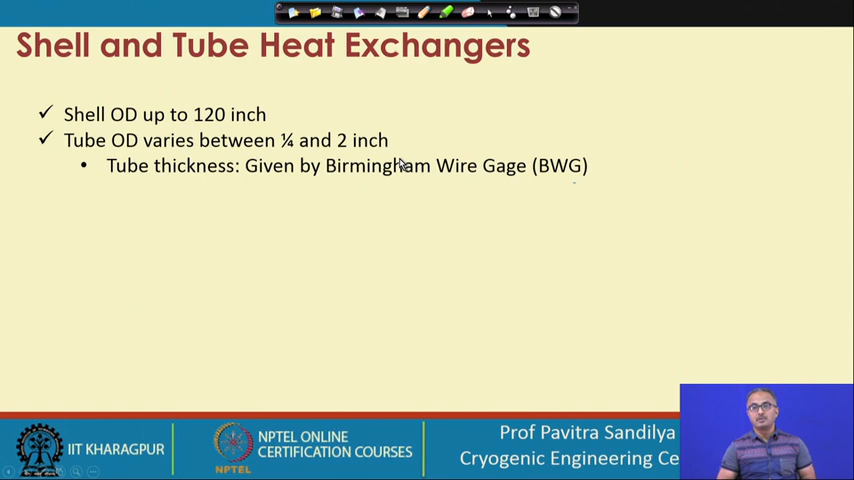 Shell and Tube Heat Exchangers
✓ Shell OD up to 120 inch
✓ Tube OD varies between ¼ and 2 inch
• Tube thickness: Given by Birmingham Wire Gage (BWG)
IIT KHARAGPUR
NPTEL
NPTEL ONLINE
CERTIFICATION COURSES
Prof Pavitra Sandilya
Cryogenic Engineering Ce